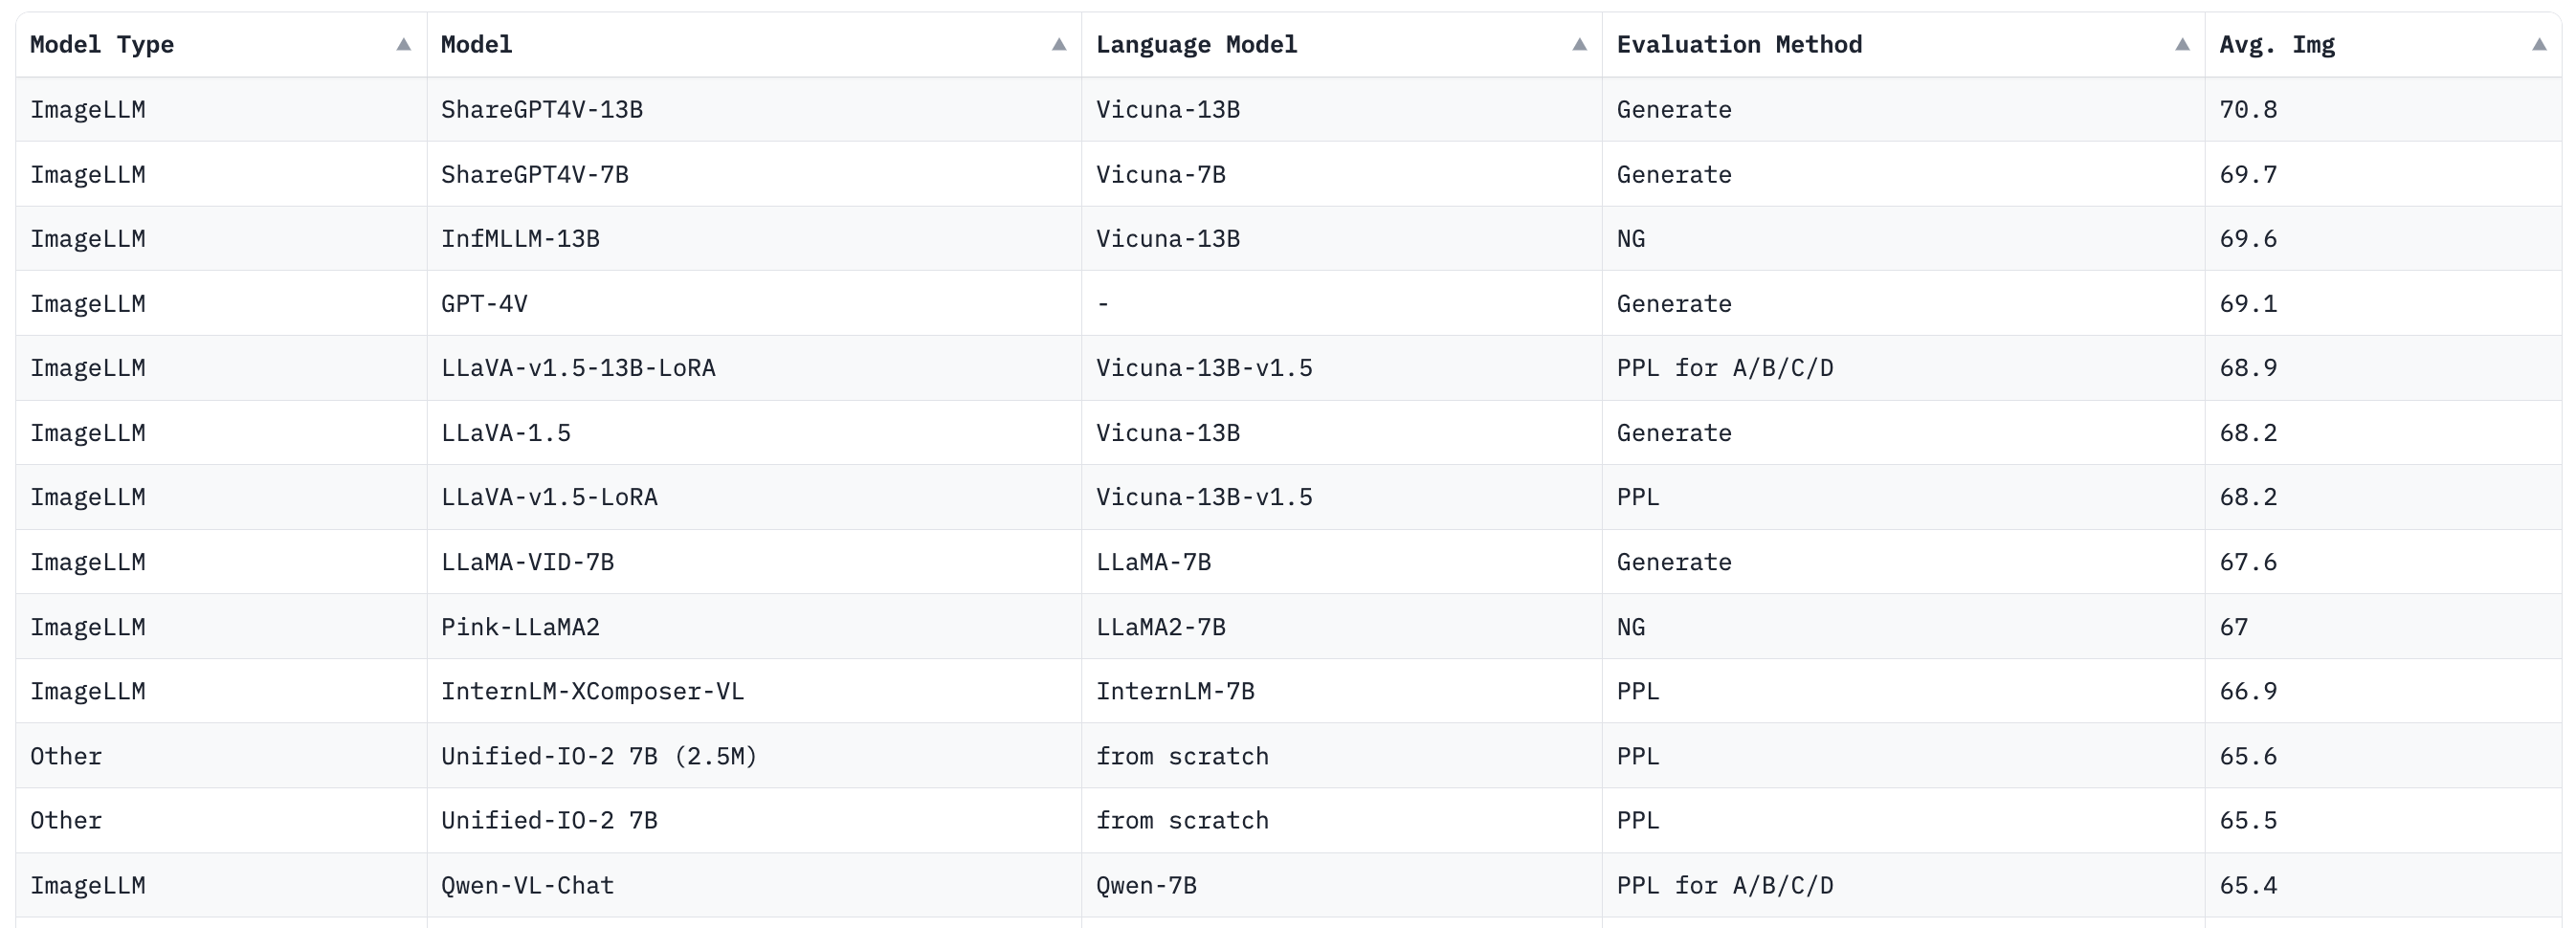 Model Type ▲ Model ▲ Language Model ▲ Evaluation Method ▲ Avg. Img ▲
ImageLLM ShareGPT4V-13B Vicuna-13B Generate 70.8
ImageLLM ShareGPT4V-7B Vicuna-7B Generate 69.7
ImageLLM InfMLLM-13B Vicuna-13B NG 69.6
ImageLLM GPT-4V - Generate 69.1
ImageLLM LLaVA-v1.5-13B-LoRA Vicuna-13B-v1.5 PPL for A/B/C/D 68.9
ImageLLM LLaVA-1.5 Vicuna-13B Generate 68.2
ImageLLM LLaVA-v1.5-LoRA Vicuna-13B-v1.5 PPL 68.2
ImageLLM LLaMA-VID-7B LLaMA-7B Generate 67.6
ImageLLM Pink-LLaMA2 LLaMA2-7B NG 67
ImageLLM InternLM-XComposer-VL InternLM-7B PPL 66.9
Other Unified-IO-2 7B (2.5M) from scratch PPL 65.6
Other Unified-IO-2 7B from scratch PPL 65.5
ImageLLM Qwen-VL-Chat Qwen-7B PPL for A/B/C/D 65.4